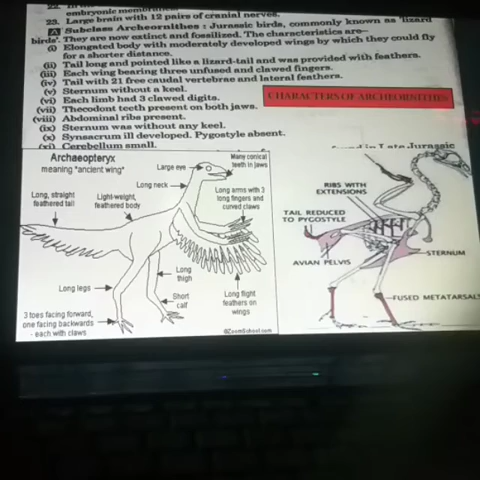 embryonic membranes.
23. Large brain with 12 pairs of cranial nerves.
A Subclass Archeornithes : Jurassic birds, commonly known as 'lizard
birds'. They are now extinct and fossilized. The characteristics are—
(i) Elongated body with moderately developed wings by which they could fly
for a shorter distance.
(ii) Tail long and pointed like a lizard-tail and was provided with feathers.
(iii) Each wing bearing three unfused and clawed fingers.
(iv) Tail with 21 free caudal vertebrae and lateral feathers.
(v) Sternum without a keel.
(vi) Each limb had 3 clawed digits.
(vii) Thecodont teeth present on both jaws.
(viii) Abdominal ribs present.
(ix) Sternum was without any keel.
(x) Synsacrum ill developed. Pygostyle absent.
(xi) Cerebellum small.
CHARACTERS OF ARCHEORNITHES
found in Late Jurassic
Archaeopteryx
meaning "ancient wing"
Large eye
Many conical
teeth in jaws
Long neck
Long, straight
feathered tail
Light-weight,
feathered body
Long arms with 3
long fingers and
curved claws
Long
thigh
Long legs
Short
calf
Long flight
feathers on
wings
3 toes facing forward,
one facing backwards
- each with claws
©ZoomSchool.com
RIBS WITH
EXTENSIONS
TAIL REDUCED
TO PYGOSTYLE
AVIAN PELVIS
STERNUM
FUSED METATARSALS